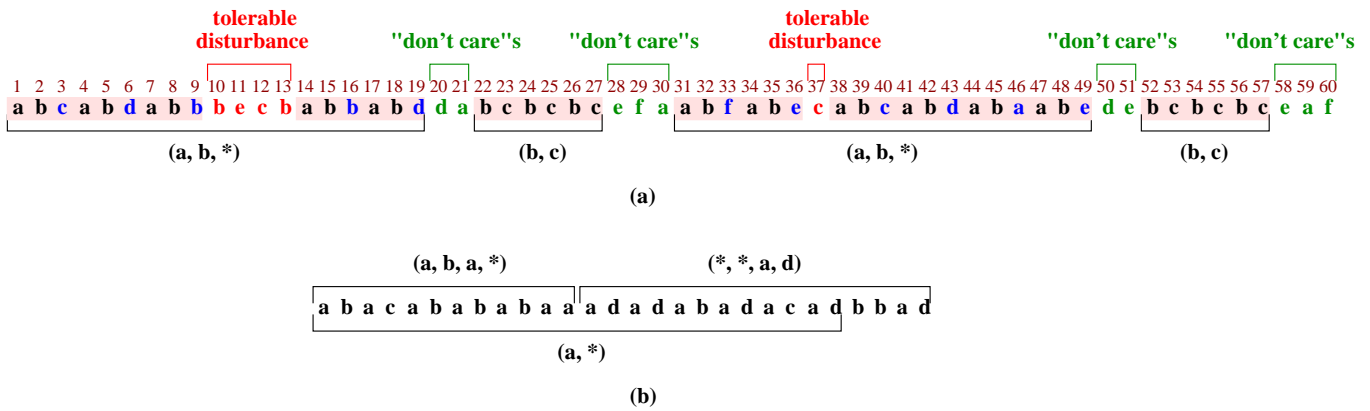 tolerable tolerable
disturbance "don't care"s "don't care"s disturbance "don't care"s "don't care"s
1 2 3 4 5 6 7 8 9 10 11 12 13 14 15 16 17 18 19 20 21 22 23 24 25 26 27 28 29 30 31 32 33 34 35 36 37 38 39 40 41 42 43 44 45 46 47 48 49 50 51 52 53 54 55 56 57 58 59 60
a b c a b d a b b b e c b a b b a b d d a b c b c b c e f a a b f a b e c a b c a b d a b a a b e d e b c b c b c e a f
(a, b, *) (b, c) (a, b, *) (b, c)
(a)
(a, b, a, *) (*, *, a, d)
a b a c a b a b a b a a a d a d a b a d a c a d b b a d
(a, *)
(b)